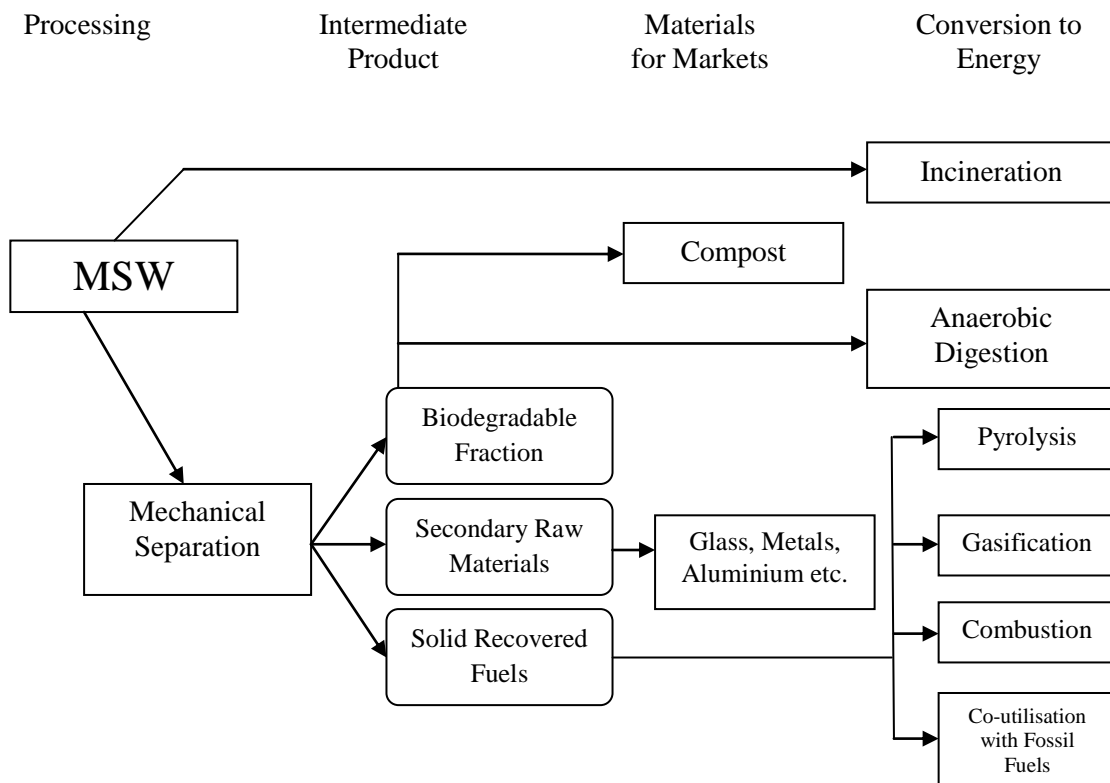 Processing
Intermediate
Product
Materials
for Markets
Conversion to
Energy
Incineration
MSW
Compost
Anaerobic
Digestion
Biodegradable
Fraction
Pyrolysis
Mechanical
Separation
Secondary Raw
Materials
Glass, Metals,
Aluminium etc.
Gasification
Solid Recovered
Fuels
Combustion
Co-utilisation
with Fossil
Fuels